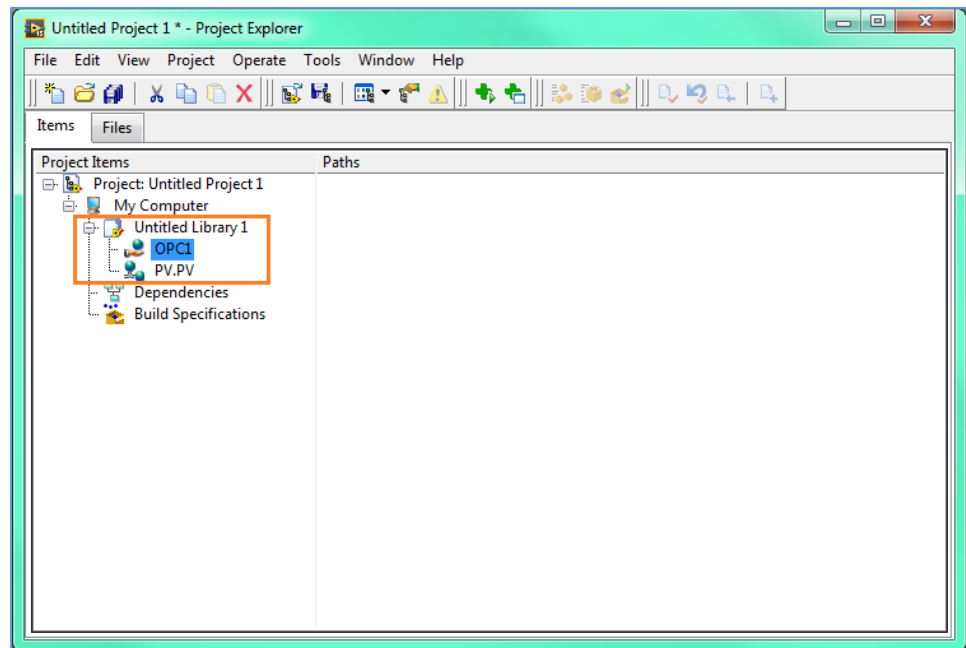 Untitled Project 1 * - Project Explorer
File Edit View Project Operate Tools Window Help
Items Files
Project Items Paths
Project: Untitled Project 1
My Computer
Untitled Library 1
OPC1
PV.PV
Dependencies
Build Specifications